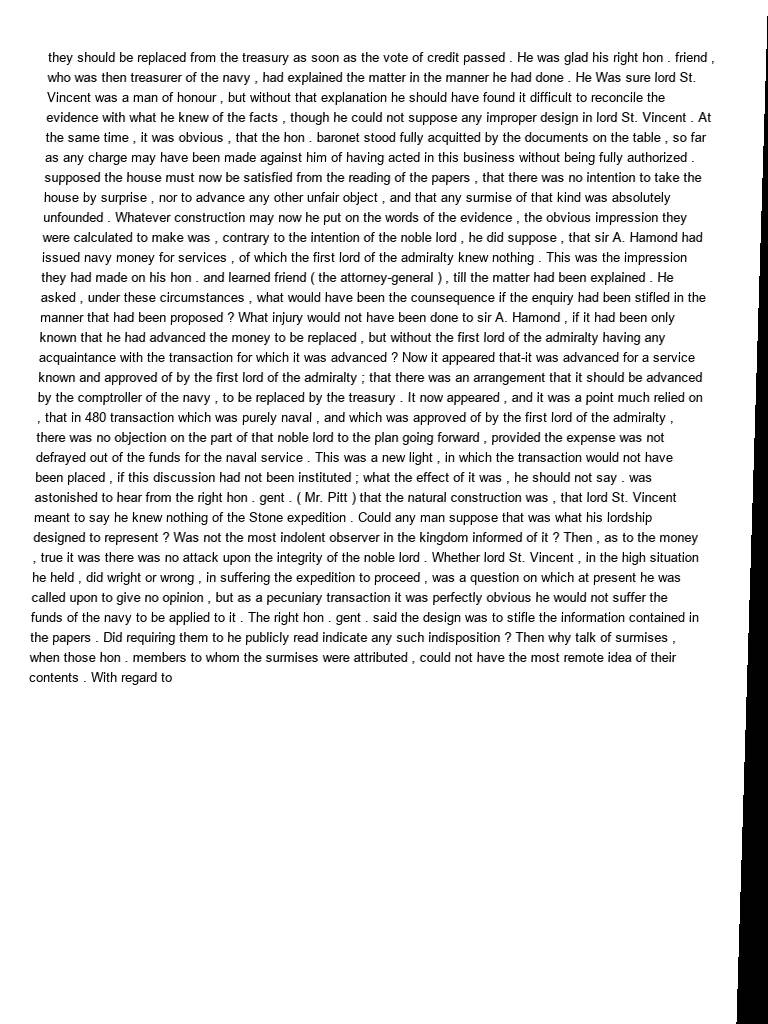 they should be replaced from the treasury as soon as the vote of credit passed . He was glad his right hon . friend ,
who was then treasurer of the navy , had explained the matter in the manner he had done . He Was sure lord St.
Vincent was a man of honour , but without that explanation he should have found it difficult to reconcile the
evidence with what he knew of the facts , though he could not suppose any improper design in lord St. Vincent . At
the same time , it was obvious , that the hon . baronet stood fully acquitted by the documents on the table , so far
as any charge may have been made against him of having acted in this business without being fully authorized .
supposed the house must now be satisfied from the reading of the papers , that there was no intention to take the
house by surprise , nor to advance any other unfair object , and that any surmise of that kind was absolutely
unfounded . Whatever construction may now he put on the words of the evidence , the obvious impression they
were calculated to make was , contrary to the intention of the noble lord , he did suppose , that sir A. Hamond had
issued navy money for services , of which the first lord of the admiralty knew nothing . This was the impression
they had made on his hon . and learned friend ( the attorney-general ) , till the matter had been explained . He
asked , under these circumstances , what would have been the counsequence if the enquiry had been stifled in the
manner that had been proposed ? What injury would not have been done to sir A. Hamond , if it had been only
known that he had advanced the money to be replaced , but without the first lord of the admiralty having any
acquaintance with the transaction for which it was advanced ? Now it appeared that-it was advanced for a service
known and approved of by the first lord of the admiralty ; that there was an arrangement that it should be advanced
by the comptroller of the navy , to be replaced by the treasury . It now appeared , and it was a point much relied on
, that in 480 transaction which was purely naval , and which was approved of by the first lord of the admiralty ,
there was no objection on the part of that noble lord to the plan going forward , provided the expense was not
defrayed out of the funds for the naval service . This was a new light , in which the transaction would not have
been placed , if this discussion had not been instituted ; what the effect of it was , he should not say . was
astonished to hear from the right hon . gent . ( Mr. Pitt ) that the natural construction was , that lord St. Vincent
meant to say he knew nothing of the Stone expedition . Could any man suppose that was what his lordship
designed to represent ? Was not the most indolent observer in the kingdom informed of it ? Then , as to the money
, true it was there was no attack upon the integrity of the noble lord . Whether lord St. Vincent , in the high situation
he held , did wright or wrong , in suffering the expedition to proceed , was a question on which at present he was
called upon to give no opinion , but as a pecuniary transaction it was perfectly obvious he would not suffer the
funds of the navy to be applied to it . The right hon . gent . said the design was to stifle the information contained in
the papers . Did requiring them to he publicly read indicate any such indisposition ? Then why talk of surmises ,
when those hon . members to whom the surmises were attributed , could not have the most remote idea of their
contents . With regard to